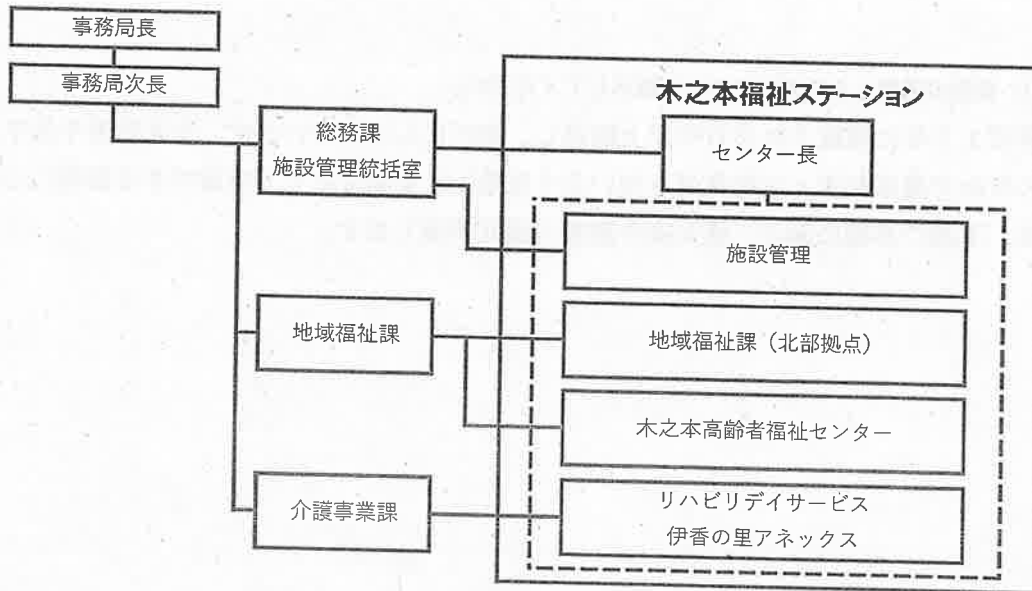 事務局長
事務局次長
木之本福祉ステーション
総務課
施設管理統括室
センター長
施設管理
地域福祉課
地域福祉課（北部拠点）
木之本高齢者福祉センター
介護事業課
リハビリデイサービス
伊香の里アネックス